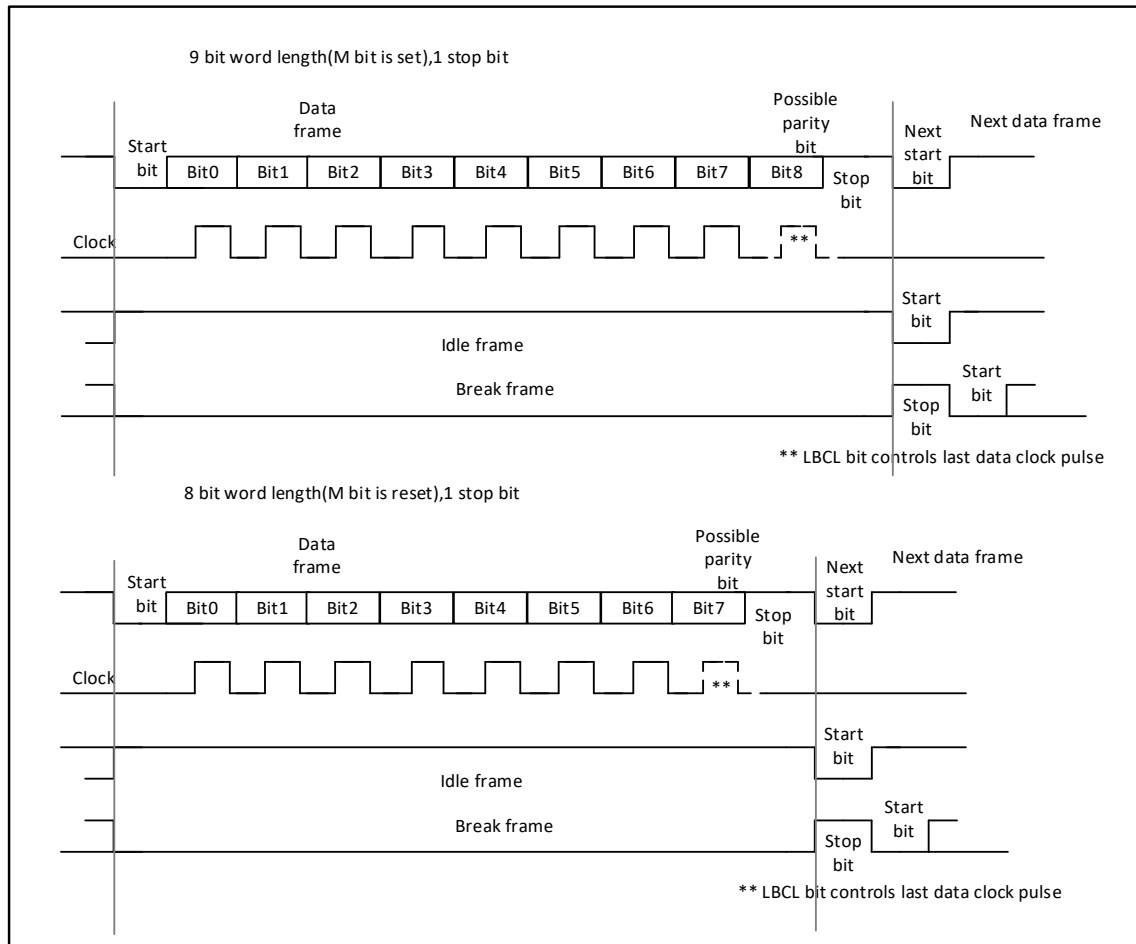 9 bit word length(M bit is set),1 stop bit
Data
frame
Possible
parity
bit
Start
bit
Next
start
bit
Next data frame
Bit0 Bit1 Bit2 Bit3 Bit4 Bit5 Bit6 Bit7 Bit8
Stop
bit
Clock
**
Start
bit
Idle frame
Break frame
Start
bit
Stop
bit
** LBCL bit controls last data clock pulse
8 bit word length(M bit is reset),1 stop bit
Data
frame
Possible
parity
bit
Start
bit
Next
start
bit
Next data frame
Bit0 Bit1 Bit2 Bit3 Bit4 Bit5 Bit6 Bit7
Stop
bit
Clock
**
Start
bit
Idle frame
Break frame
Start
bit
Stop
bit
** LBCL bit controls last data clock pulse